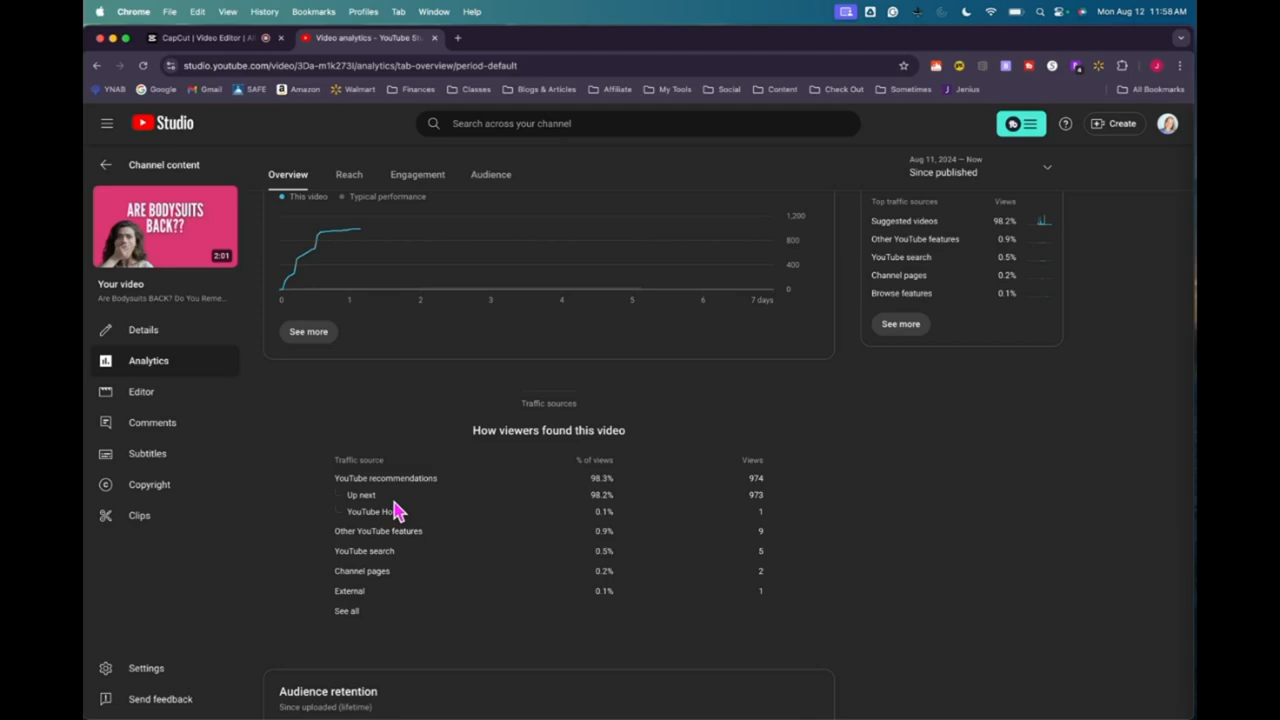 Chrome File Edit View History Bookmarks Profiles Tab Window Help Mon Aug 12 11:58 AM
CapCut | Video Editor | Al Video analytics - YouTube Stu
studio.youtube.com/video/3Da-m1k273I/analytics/tab-overview/period-default
YNAB Google Gmail SAFE Amazon Walmart Finances Classes Blogs & Articles Affiliate My Tools Social Content Check Out Sometimes Jenius All Bookmarks
Studio Search across your channel Create
Channel content
Overview Reach Engagement Audience
Aug 11, 2024 – Now
Since published
ARE BODYSUITS
BACK??
2:01
Your video
Are Bodysuits BACK? Do You Reme...
Details
Analytics
Editor
Comments
Subtitles
Copyright
Clips
Settings
Send feedback
This video Typical performance
1,200
800
400
0
0 1 2 3 4 5 6 7 days
See more
Top traffic sources Views
Suggested videos 98.2%
Other YouTube features 0.9%
YouTube search 0.5%
Channel pages 0.2%
Browse features 0.1%
See more
Traffic sources
How viewers found this video
Traffic source % of views Views
YouTube recommendations 98.3% 974
Up next 98.2% 973
YouTube Ho 0.1% 1
Other YouTube features 0.9% 9
YouTube search 0.5% 5
Channel pages 0.2% 2
External 0.1% 1
See all
Audience retention
Since uploaded (lifetime)